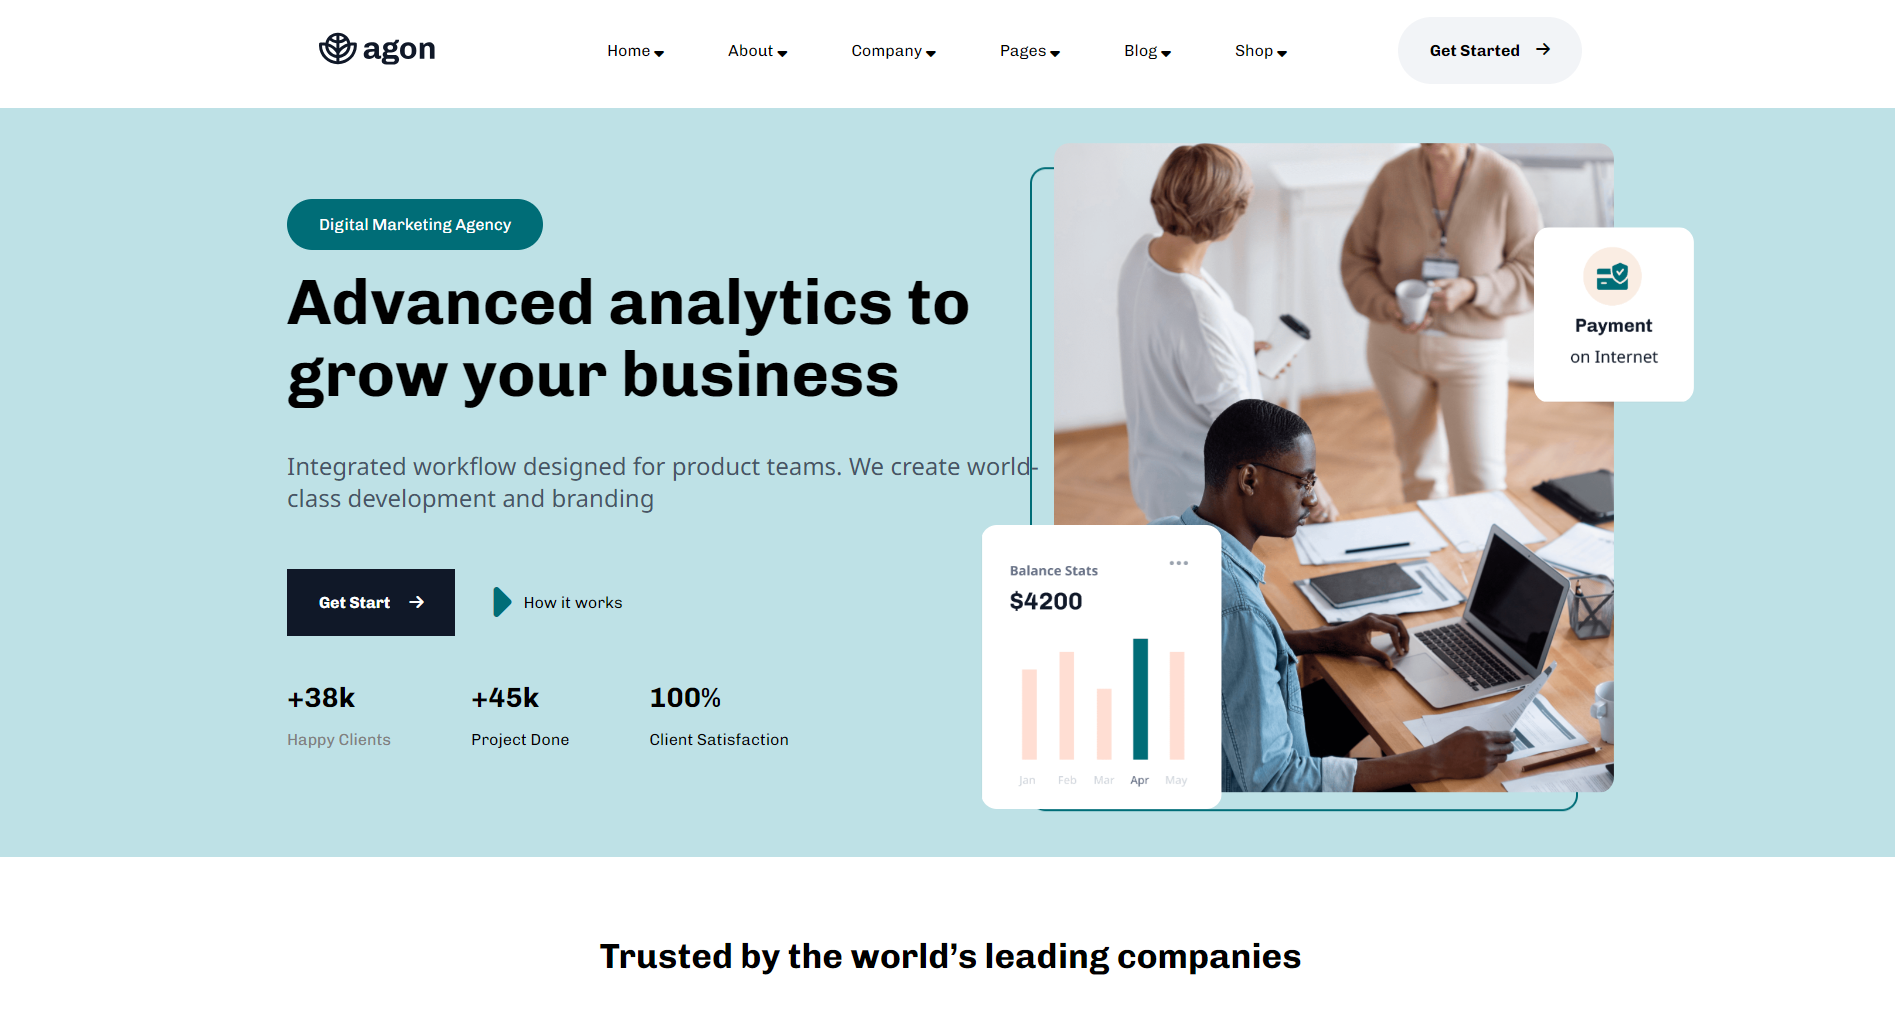 agon
Home
About
Company
Pages
Blog
Shop
Get Started
Digital Marketing Agency
Advanced analytics to
grow your business
Integrated workflow designed for product teams. We create world-
class development and branding
Get Start
How it works
+38k
+45k
100%
Happy Clients
Project Done
Client Satisfaction
Payment
on Internet
Balance Stats
$4200
Jan Feb Mar Apr May
Trusted by the world’s leading companies